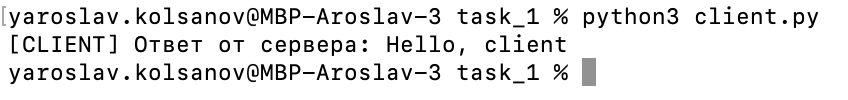 [yaroslav.kolsanov@MBP-Aroslav-3 task_1 % python3 client.py
[CLIENT] Ответ от сервера: Hello, client
yaroslav.kolsanov@MBP-Aroslav-3 task_1 %